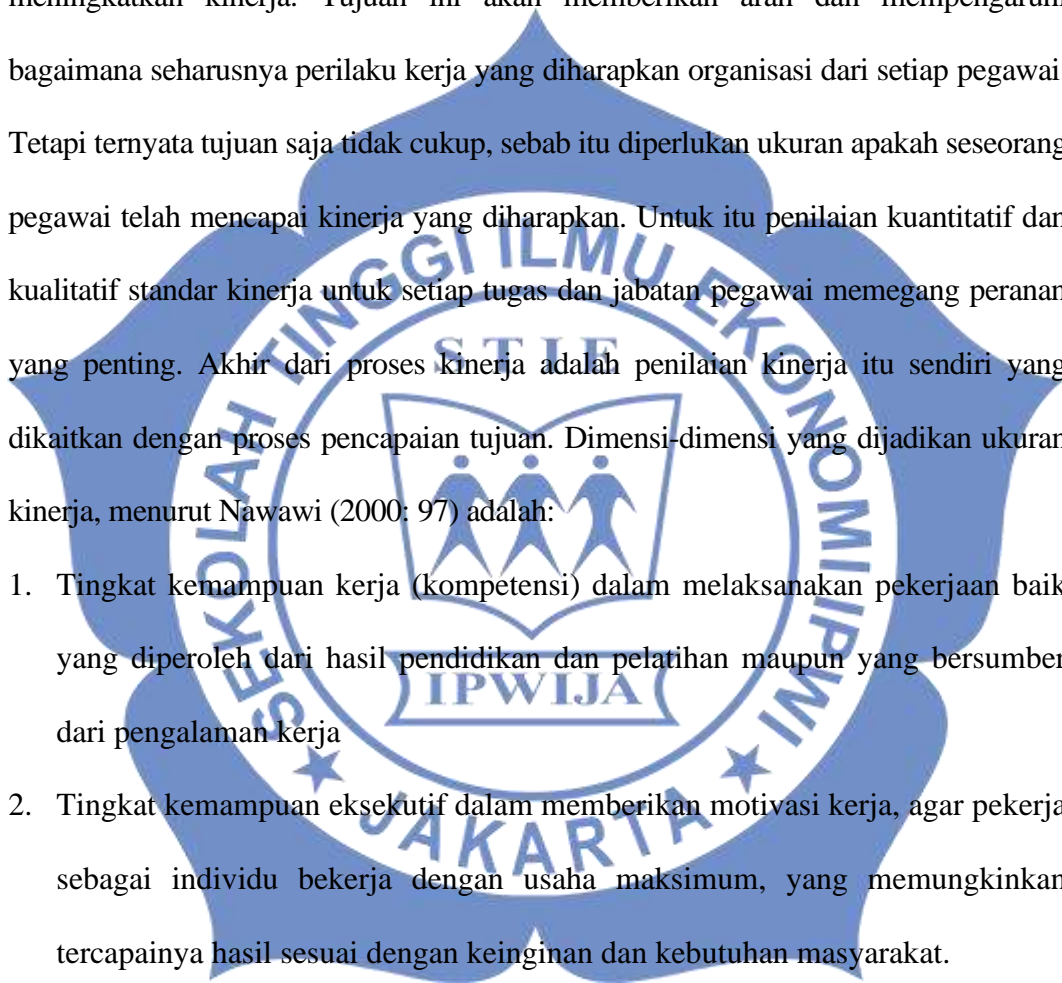 meningkatkan kinerja. Tujuan ini akan memberikan arah dan mempengaruhi
bagaimana seharusnya perilaku kerja yang diharapkan organisasi dari setiap pegawai
Tetapi ternyata tujuan saja tidak cukup, sebab itu diperlukan ukuran apakah seseorang
pegawai telah mencapai kinerja yang diharapkan. Untuk itu penilaian kuantitatif dan
kualitatif standar kinerja untuk setiap tugas dan jabatan pegawai memegang peranan
yang penting. Akhir dari proses kinerja adalah penilaian kinerja itu sendiri yang
dikaitkan dengan proses pencapaian tujuan. Dimensi-dimensi yang dijadikan ukuran
kinerja, menurut Nawawi (2000: 97) adalah:
1. Tingkat kemampuan kerja (kompetensi) dalam melaksanakan pekerjaan baik
yang diperoleh dari hasil pendidikan dan pelatihan maupun yang bersumber
dari pengalaman kerja
2. Tingkat kemampuan eksekutif dalam memberikan motivasi kerja, agar pekerja
sebagai individu bekerja dengan usaha maksimum, yang memungkinkan
tercapainya hasil sesuai dengan keinginan dan kebutuhan masyarakat.
SEKOLAH TINGGI ILMU EKONOMI IPWI
STIE
IPWIJA
★ JAKARTA ★